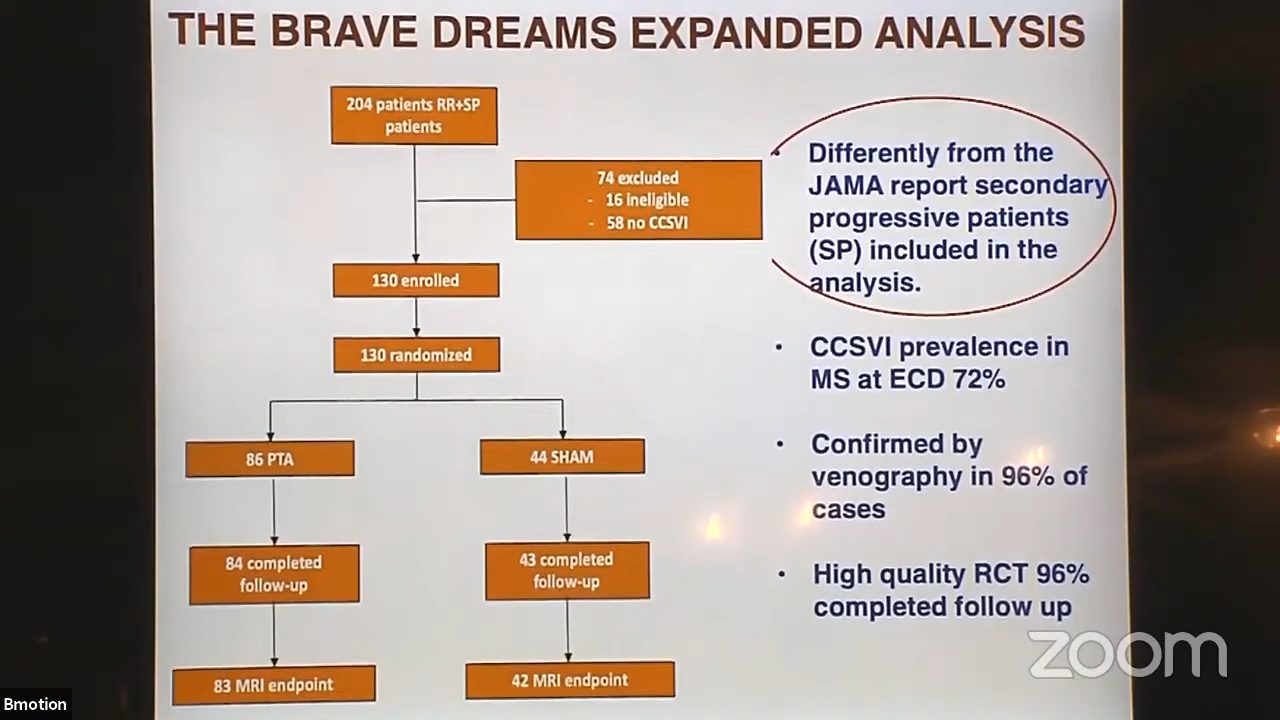 THE BRAVE DREAMS EXPANDED ANALYSIS
204 patients RR+SP
patients
74 excluded
- 16 ineligible
- 58 no CCSVI
130 enrolled
130 randomized
86 PTA
44 SHAM
84 completed
follow-up
43 completed
follow-up
83 MRI endpoint
42 MRI endpoint
• Differently from the
JAMA report secondary
progressive patients
(SP) included in the
analysis.
• CCSVI prevalence in
MS at ECD 72%
• Confirmed by
venography in 96% of
cases
• High quality RCT 96%
completed follow up
zoom
Bmotion